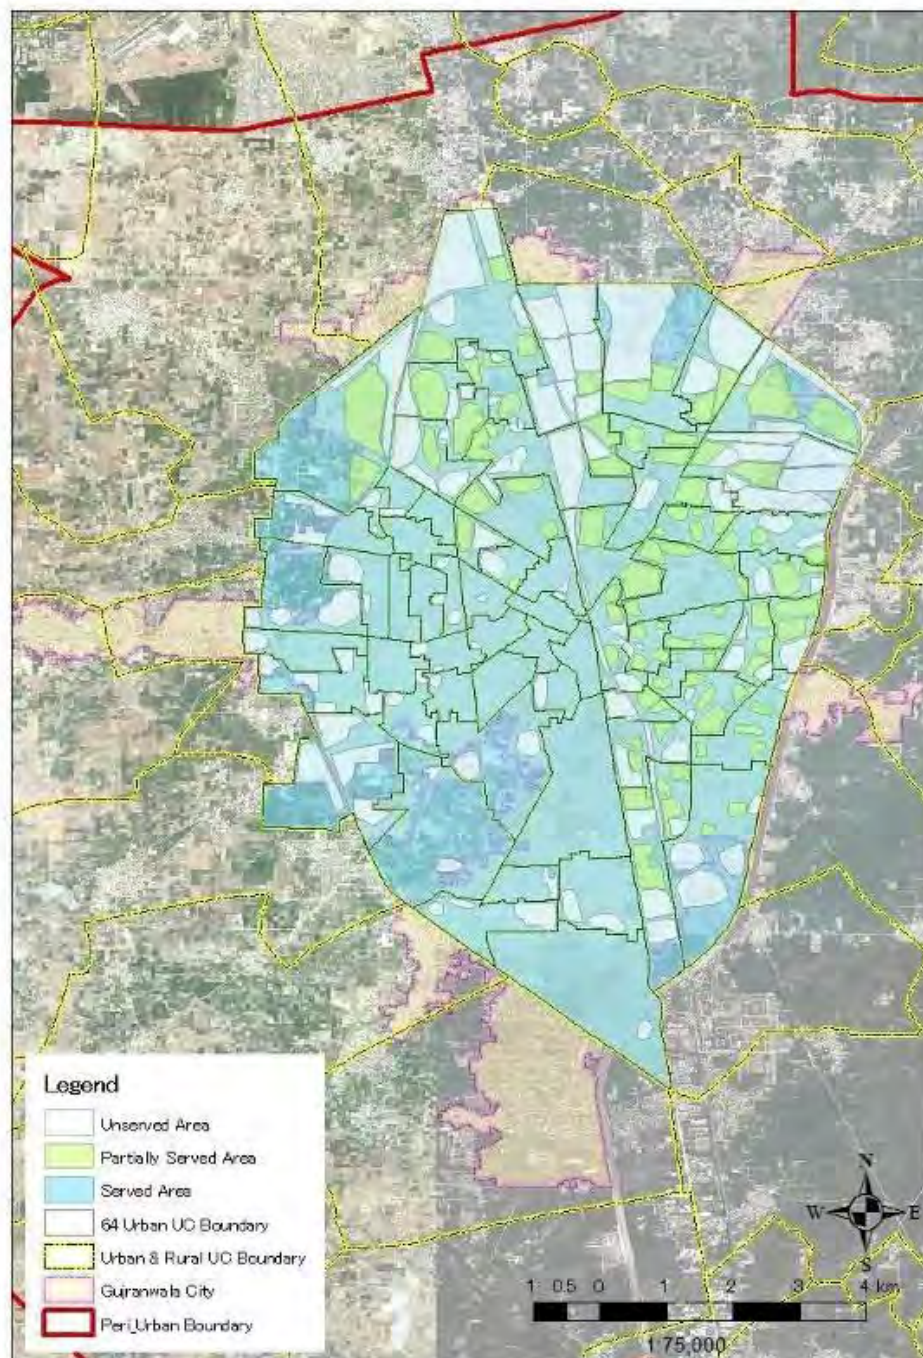 Legend
Unserved Area
Partially Served Area
Served Area
64 Urban UC Boundary
Urban & Rural UC Boundary
Gujranwala City
Peri_Urban Boundary
N
W E
S
1 0.5 0 1 2 3 4 km
1:75,000